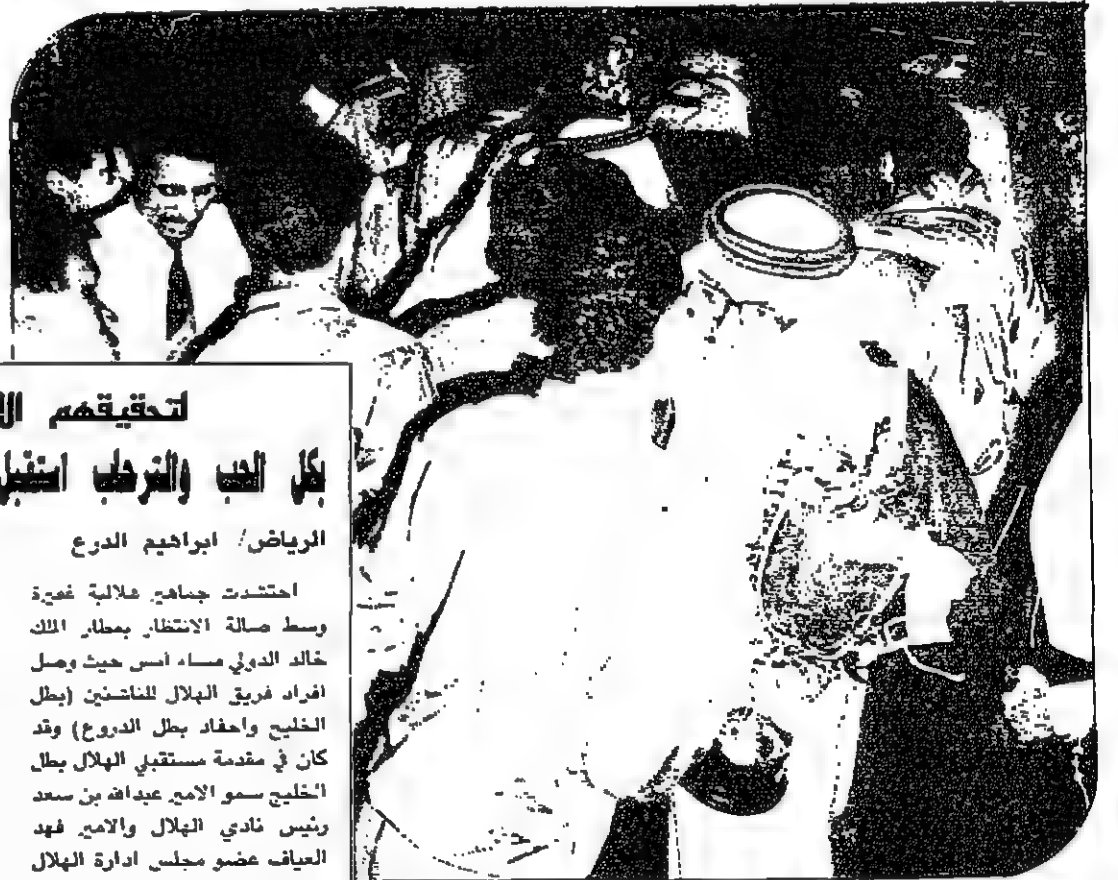 لتحقيقهم
بكل الحب والترحاب استقبل
الرياض/ ابراهيم الدرع
احتشدت جماهير هلالية غفيرة
وسط صالة الانتظار بمطار الملك
خالد الدولي مساء امس حيث وصل
افراد فريق الهلال للناشئين (بطل
الخليج واحفاد بطل الدروع) وقد
كان في مقدمة مستقبلي الهلال بطل
الخليج سمو الامير عبدالله بن سعد
رئيس نادي الهلال والامير فهد
العياف عضو مجلس ادارة الهلال